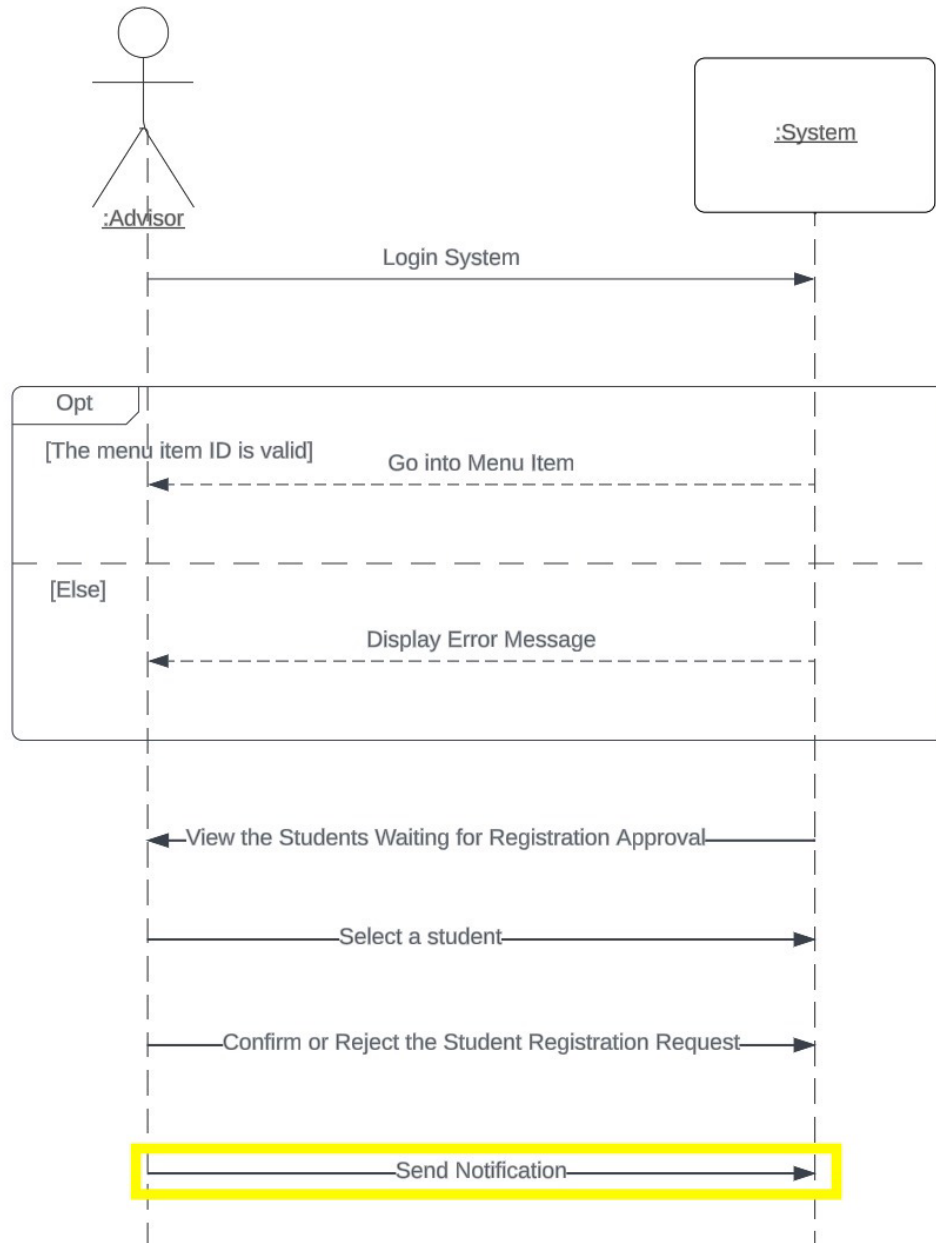 :Advisor
:System
Login System
Opt
[The menu item ID is valid]
Go into Menu Item
[Else]
Display Error Message
View the Students Waiting for Registration Approval
Select a student
Confirm or Reject the Student Registration Request
Send Notification